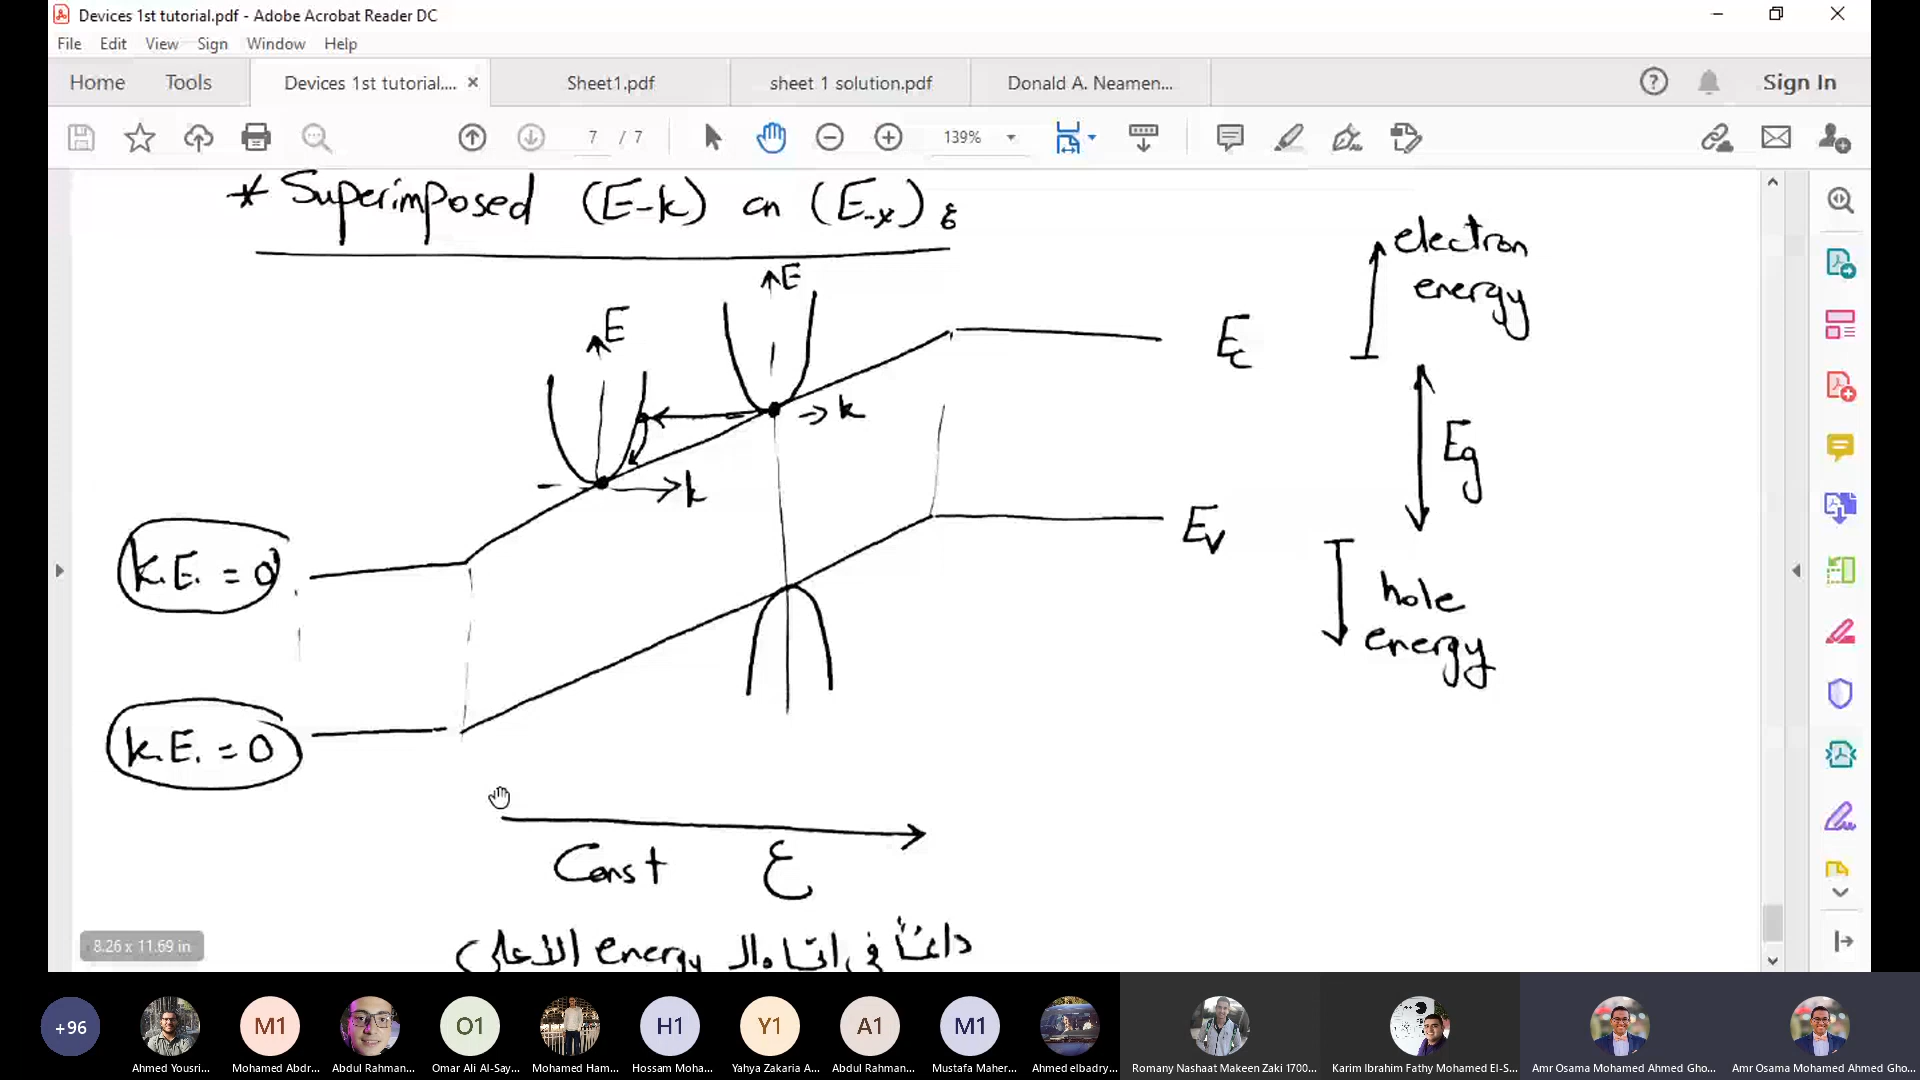 Devices 1st tutorial.pdf - Adobe Acrobat Reader DC
File Edit View Sign Window Help
Home Tools Devices 1st tutorial.... × Sheet1.pdf sheet 1 solution.pdf Donald A. Neamen... Sign In
7 / 7 139%
* Superimposed (E-k) on (E-x) :
E
E
electron
energy
Ec
k
k
Eg
Ev
K.E. = 0
hole
energy
K.E. = 0
Const ℰ
دائماً في اتجاه ال energy الأعلى
8.26 x 11.69 in
+96 M1 O1 H1 Y1 A1 M1
Ahmed Yousri... Mohamed Abdr... Abdul Rahman... Omar Ali Al-Say... Mohamed Ham... Hossam Moha... Yahya Zakaria A... Abdul Rahman... Mustafa Maher... Ahmed elbadry... Romany Nashaat Makeen Zaki 1700... Karim Ibrahim Fathy Mohamed El-S... Amr Osama Mohamed Ahmed Gho... Amr Osama Mohamed Ahmed Gho...